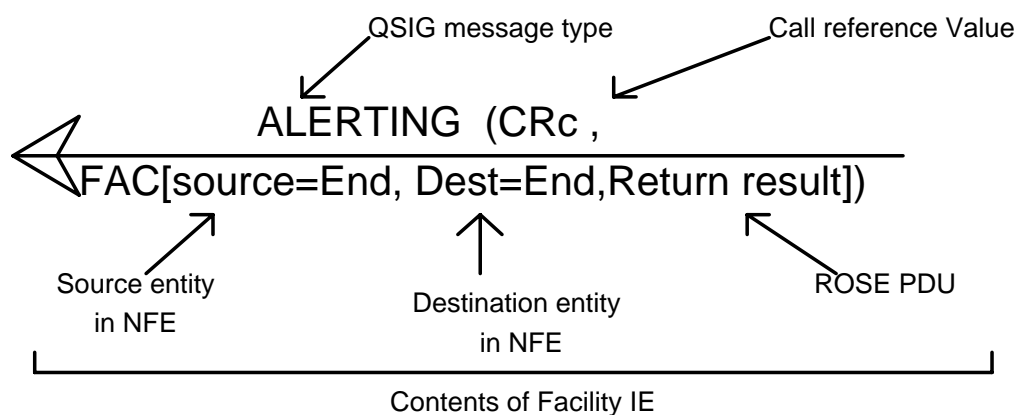 QSIG message type
Call reference Value
ALERTING (CRc ,
FAC[source=End, Dest=End,Return result])
Source entity
in NFE
Destination entity
in NFE
ROSE PDU
Contents of Facility IE